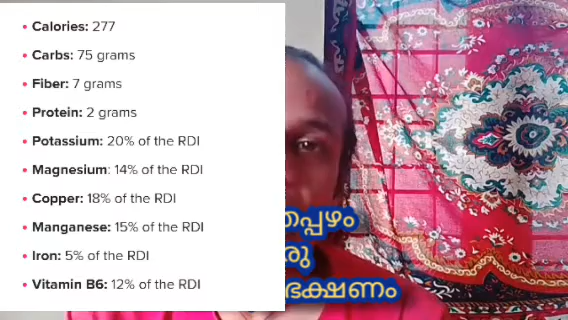 • Calories: 277
• Carbs: 75 grams
• Fiber: 7 grams
• Protein: 2 grams
• Potassium: 20% of the RDI
• Magnesium: 14% of the RDI
• Copper: 18% of the RDI
• Manganese: 15% of the RDI
• Iron: 5% of the RDI
• Vitamin B6: 12% of the RDI